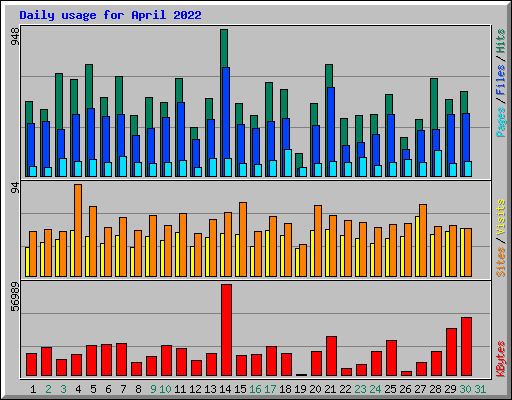 Daily usage for April 2022
948
Pages / Files / Hits
94
Sites / Visits
56989
KBytes
1 2 3 4 5 6 7 8 9 10 11 12 13 14 15 16 17 18 19 20 21 22 23 24 25 26 27 28 29 30 31